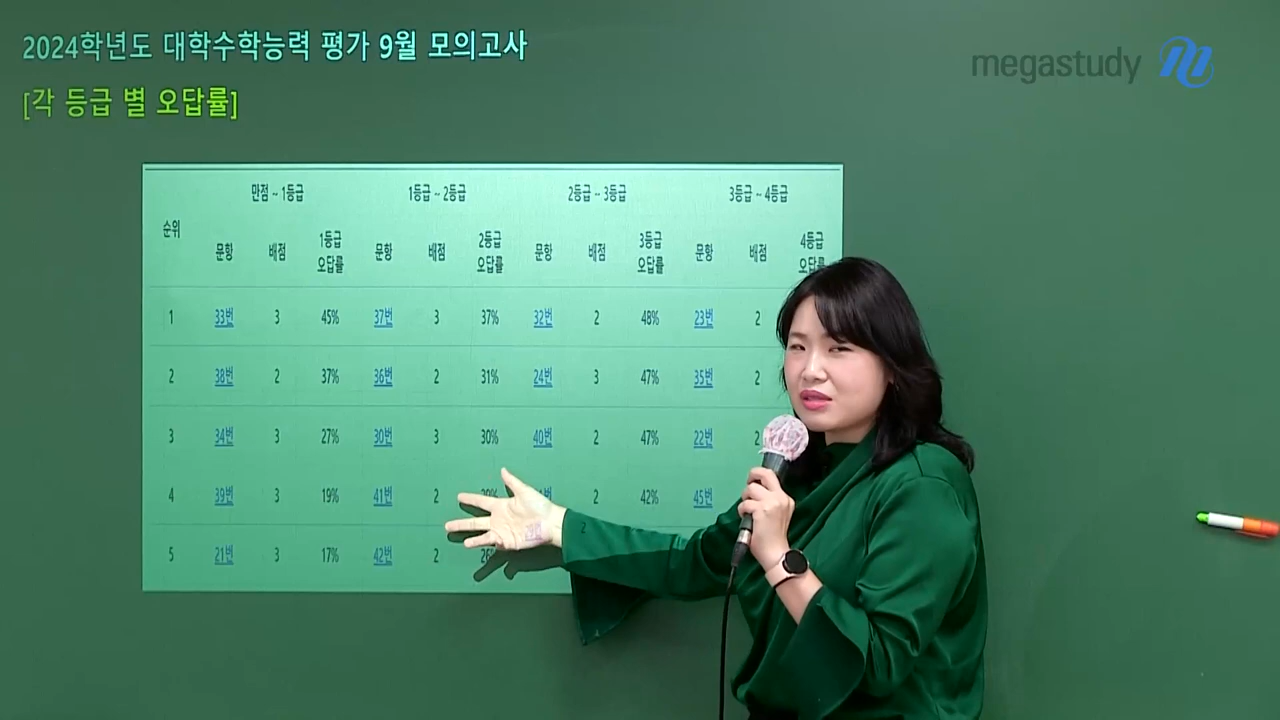 2024학년도 대학수학능력 평가 9월 모의고사
megastudy
[각 등급 별 오답률]
순위 만점 ~ 1등급 1등급 ~ 2등급 2등급 ~ 3등급 3등급 ~ 4등급
문항 배점 1등급 오답률 문항 배점 2등급 오답률 문항 배점 3등급 오답률 문항 배점 4등급 오답률
1 33번 3 45% 37번 3 37% 32번 2 48% 23번 2
2 38번 2 37% 36번 2 31% 24번 3 47% 35번 2
3 34번 3 27% 30번 3 30% 40번 2 47% 22번 2
4 39번 3 19% 41번 2 2 42% 45번
5 21번 3 17% 42번 2